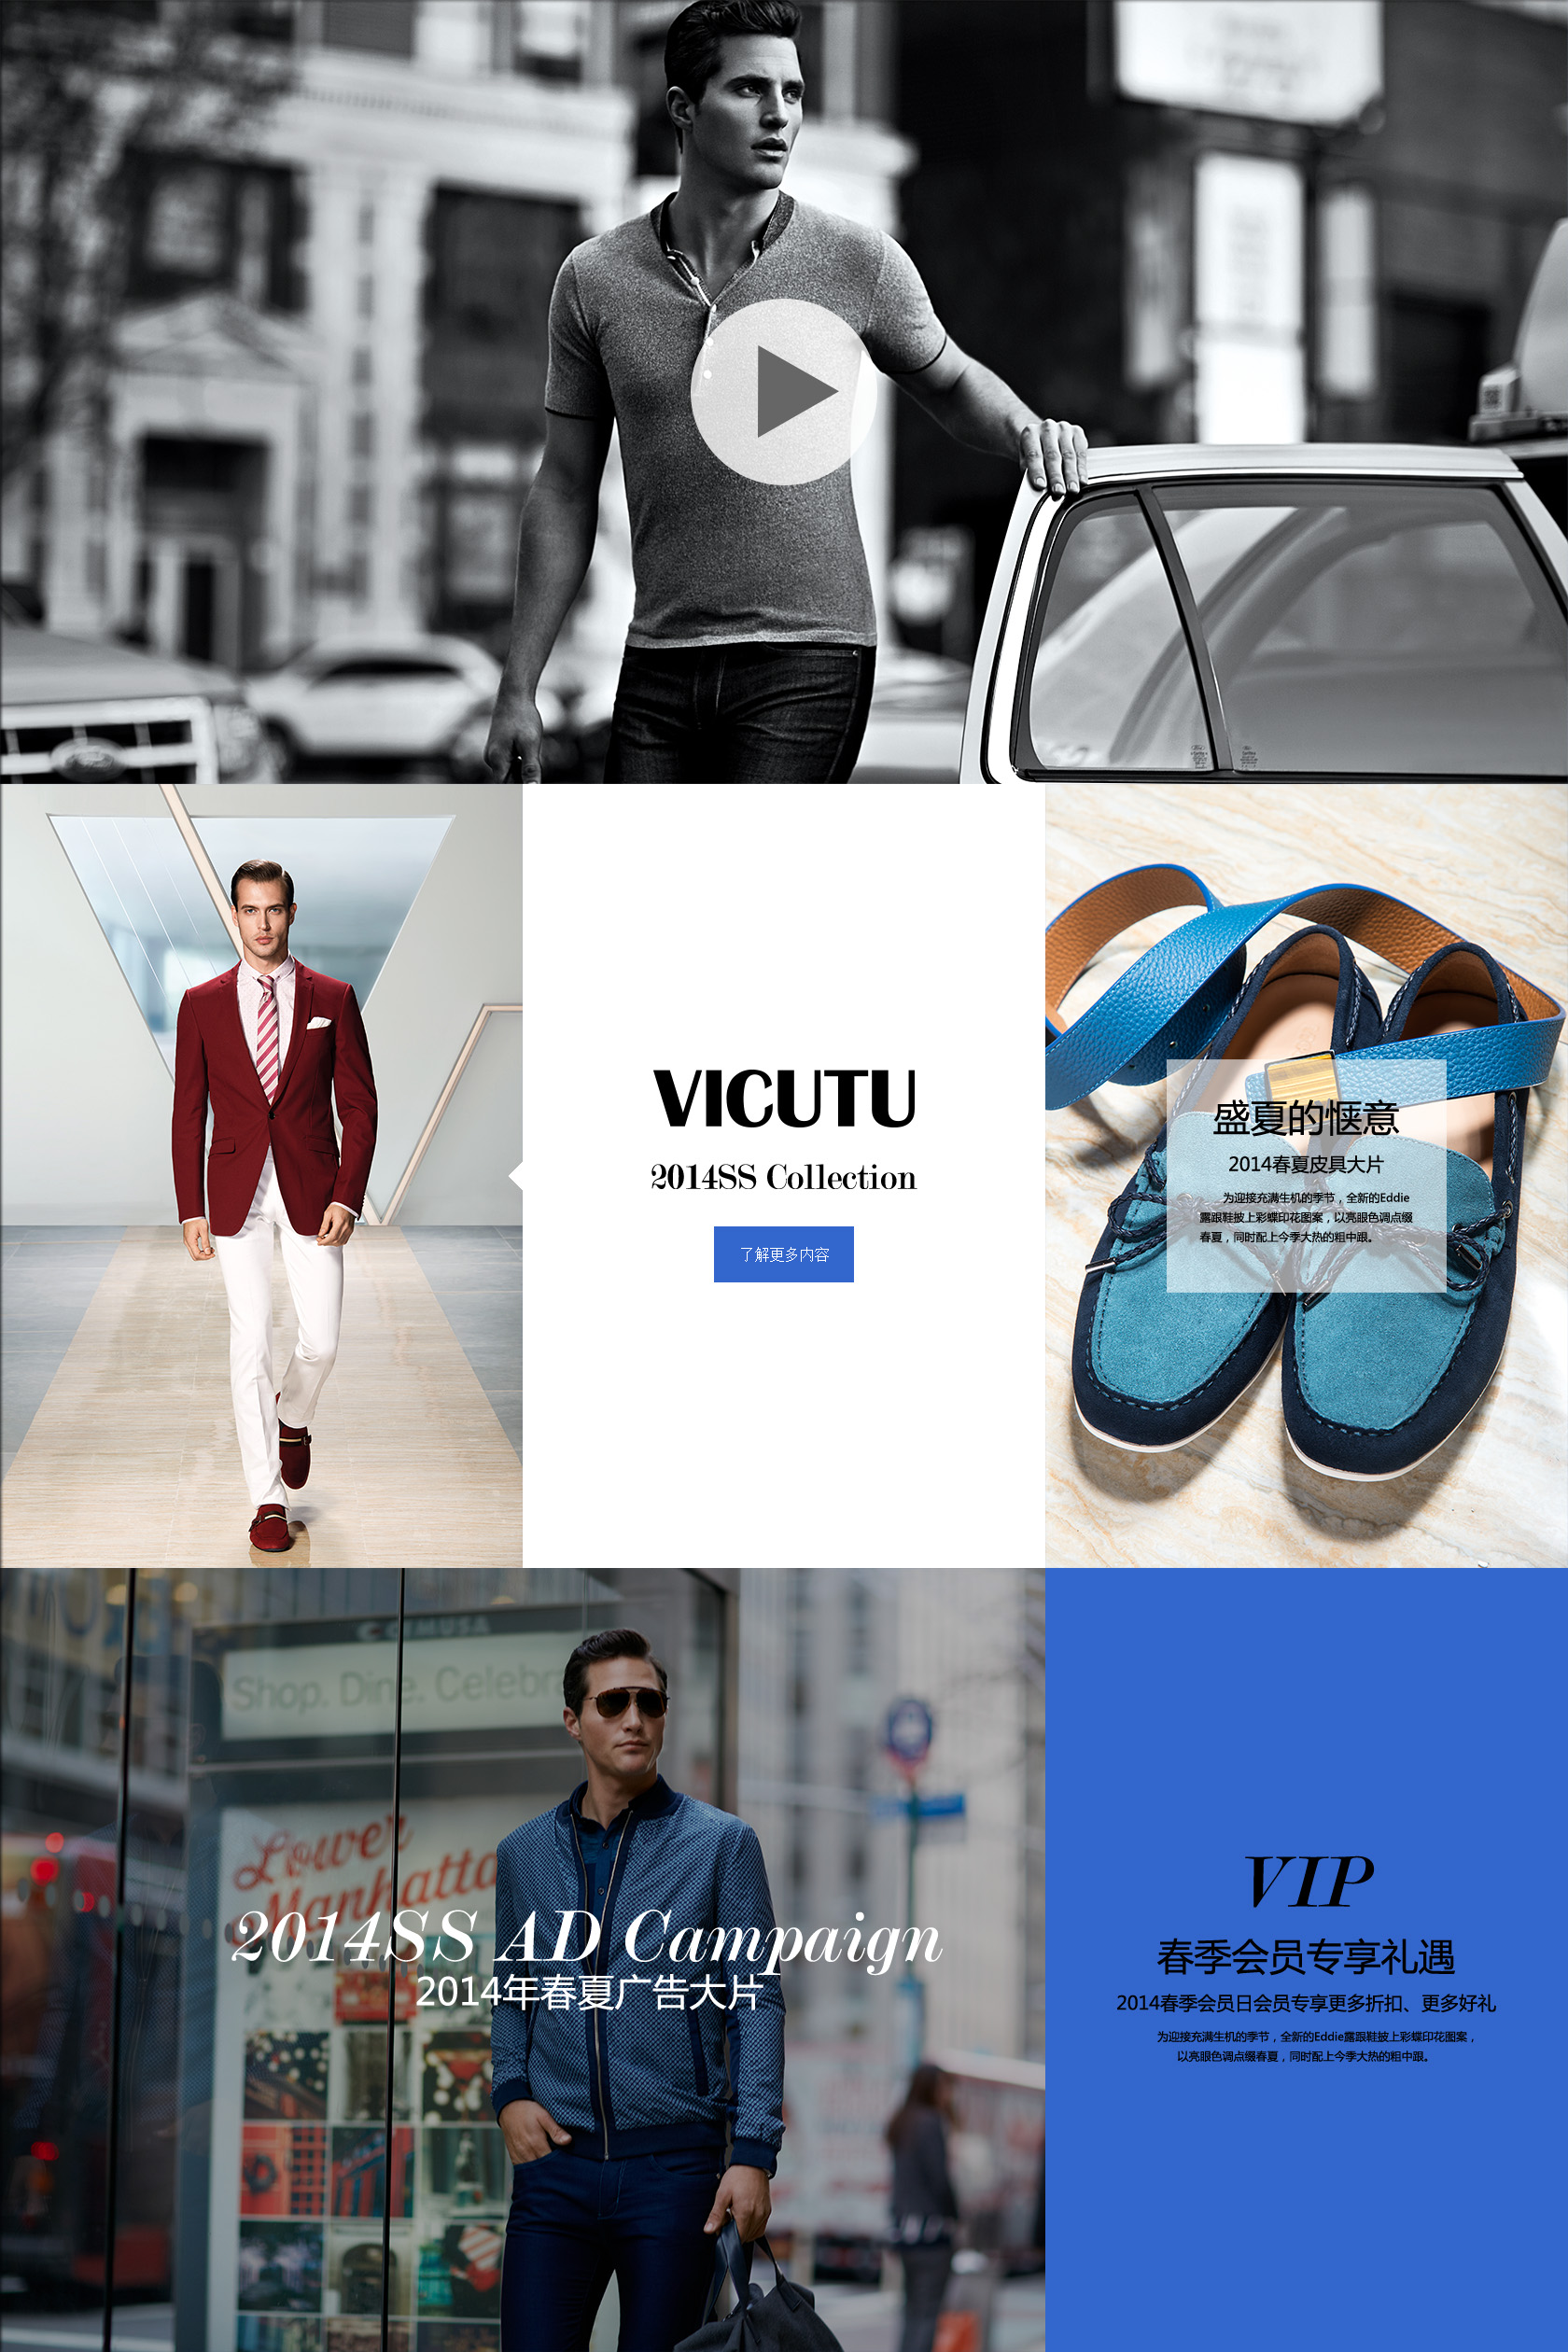 VICUTU
2014SS Collection
了解更多内容
盛夏的惬意
2014春夏皮具大片
为迎接充满生机的季节，全新的Eddie
露跟鞋披上彩蝶印花图案，以亮眼色调点缀
春夏，同时配上今季大热的粗中跟。
CEMUSA
Shop. Dine. Celebra
Lower
Manhatta
2014SS AD Campaign
2014年春夏广告大片
VIP
春季会员专享礼遇
2014春季会员日会员专享更多折扣、更多好礼
为迎接充满生机的季节，全新的Eddie露跟鞋披上彩蝶印花图案，
以亮眼色调点缀春夏，同时配上今季大热的粗中跟。